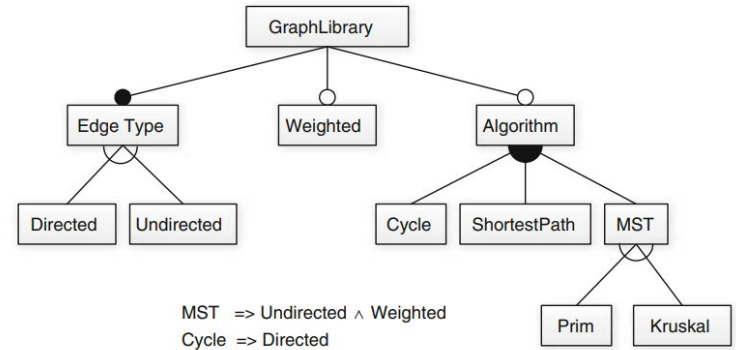 GraphLibrary
Edge Type
Weighted
Algorithm
Directed
Undirected
Cycle
ShortestPath
MST
Prim
Kruskal
MST => Undirected ∧ Weighted
Cycle => Directed